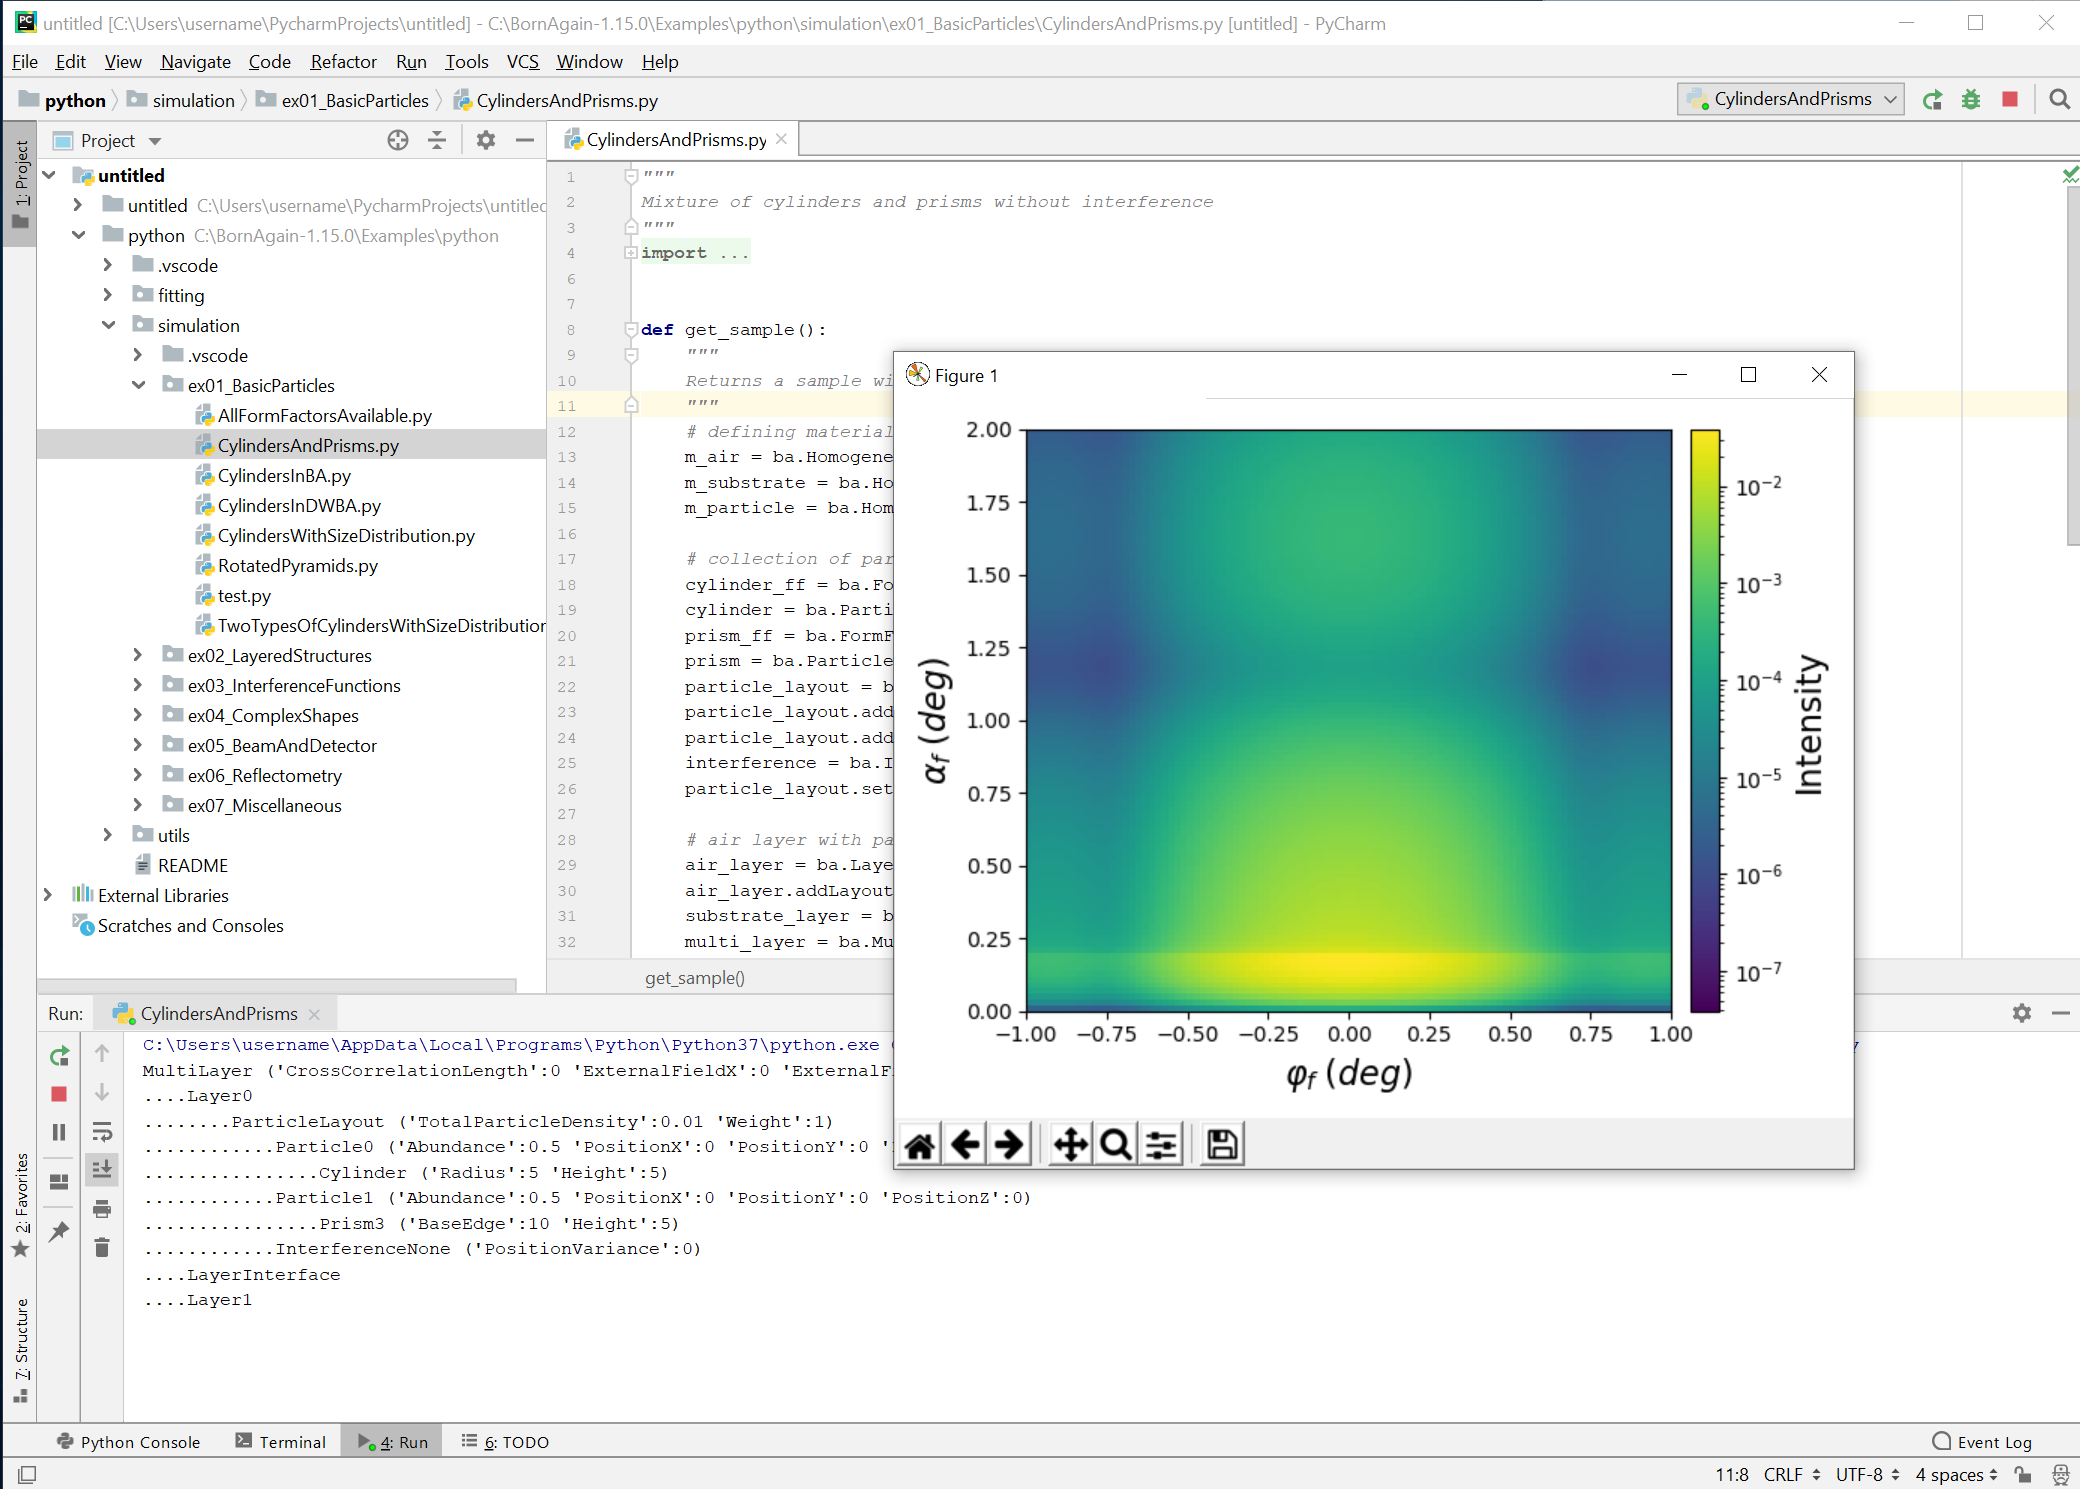 untitled [C:\Users\username\PycharmProjects\untitled] - C:\BornAgain-1.15.0\Examples\python\simulation\ex01_BasicParticles\CylindersAndPrisms.py [untitled] - PyCharm
File Edit View Navigate Code Refactor Run Tools VCS Window Help
python simulation ex01_BasicParticles CylindersAndPrisms.py
CylindersAndPrisms
1: Project
Project
untitled
untitled C:\Users\username\PycharmProjects\untitled
python C:\BornAgain-1.15.0\Examples\python
.vscode
fitting
simulation
.vscode
ex01_BasicParticles
AllFormFactorsAvailable.py
CylindersAndPrisms.py
CylindersInBA.py
CylindersInDWBA.py
CylindersWithSizeDistribution.py
RotatedPyramids.py
test.py
TwoTypesOfCylindersWithSizeDistribution
ex02_LayeredStructures
ex03_InterferenceFunctions
ex04_ComplexShapes
ex05_BeamAndDetector
ex06_Reflectometry
ex07_Miscellaneous
utils
README
External Libraries
Scratches and Consoles
CylindersAndPrisms.py
1 """
2 Mixture of cylinders and prisms without interference
3 """
4 import ...
6
7
8 def get_sample():
9 """
10 Returns a sample wi
11 """
12 # defining material
13 m_air = ba.Homogene
14 m_substrate = ba.Ho
15 m_particle = ba.Hom
16
17 # collection of par
18 cylinder_ff = ba.Fo
19 cylinder = ba.Parti
20 prism_ff = ba.FormF
21 prism = ba.Particle
22 particle_layout = b
23 particle_layout.add
24 particle_layout.add
25 interference = ba.I
26 particle_layout.set
27
28 # air layer with pa
29 air_layer = ba.Laye
30 air_layer.addLayout
31 substrate_layer = b
32 multi_layer = ba.Mu
get_sample()
Figure 1
2.00
1.75
1.50
1.25
1.00
0.75
0.50
0.25
0.00
αf (deg)
−1.00 −0.75 −0.50 −0.25 0.00 0.25 0.50 0.75 1.00
φf (deg)
10⁻²
10⁻³
10⁻⁴
10⁻⁵
10⁻⁶
10⁻⁷
Intensity
Run: CylindersAndPrisms
C:\Users\username\AppData\Local\Programs\Python\Python37\python.exe
MultiLayer ('CrossCorrelationLength':0 'ExternalFieldX':0 'ExternalF
....Layer0
........ParticleLayout ('TotalParticleDensity':0.01 'Weight':1)
............Particle0 ('Abundance':0.5 'PositionX':0 'PositionY':0 '
................Cylinder ('Radius':5 'Height':5)
............Particle1 ('Abundance':0.5 'PositionX':0 'PositionY':0 'PositionZ':0)
................Prism3 ('BaseEdge':10 'Height':5)
............InterferenceNone ('PositionVariance':0)
....LayerInterface
....Layer1
2: Favorites
7: Structure
Python Console Terminal 4: Run 6: TODO Event Log
11:8 CRLF UTF-8 4 spaces